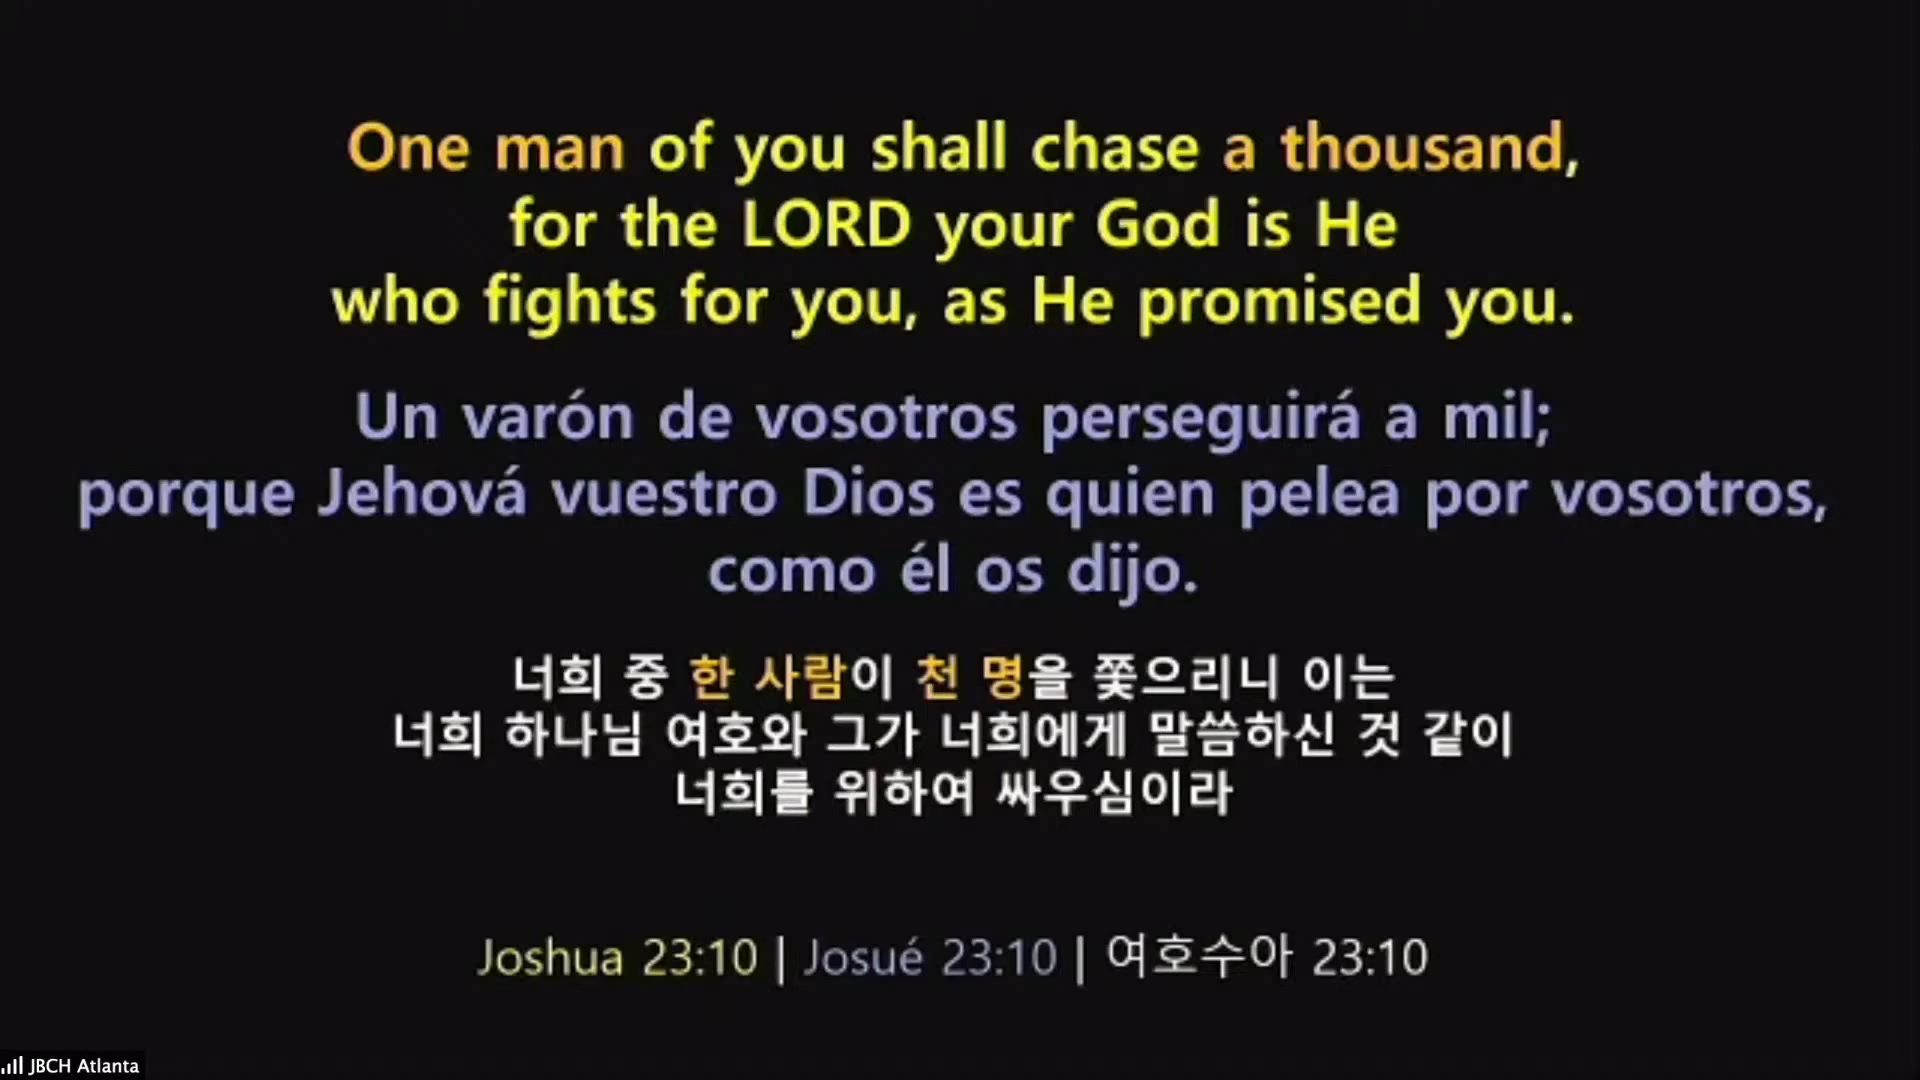 One man of you shall chase a thousand,
for the LORD your God is He
who fights for you, as He promised you.
Un varón de vosotros perseguirá a mil;
porque Jehová vuestro Dios es quien pelea por vosotros,
como él os dijo.
너희 중 한 사람이 천 명을 쫓으리니 이는
너희 하나님 여호와 그가 너희에게 말씀하신 것 같이
너희를 위하여 싸우심이라
Joshua 23:10 | Josué 23:10 | 여호수아 23:10
JBCH Atlanta